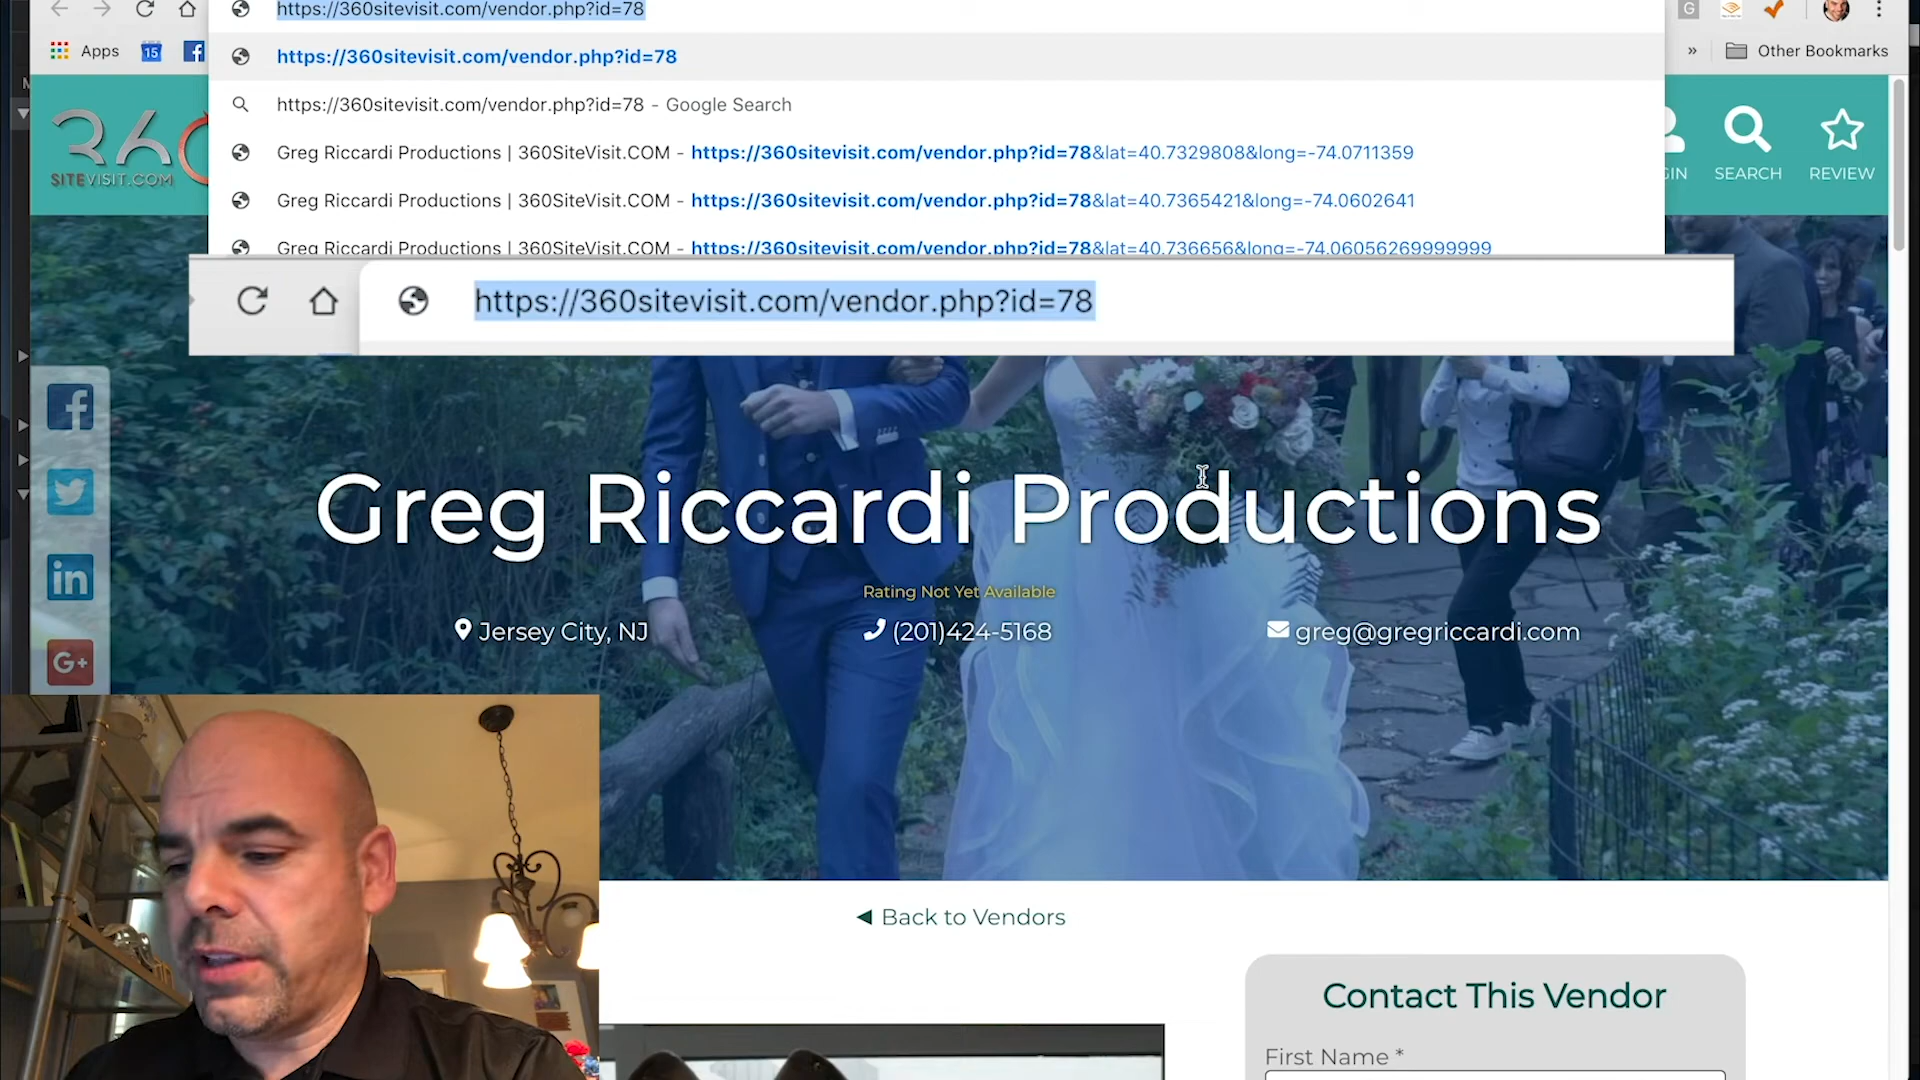 https://360sitevisit.com/vendor.php?id=78
G
Apps
15
https://360sitevisit.com/vendor.php?id=78
» Other Bookmarks
https://360sitevisit.com/vendor.php?id=78 - Google Search
360
SITEVISIT.COM
Greg Riccardi Productions | 360SiteVisit.COM - https://360sitevisit.com/vendor.php?id=78&lat=40.7329808&long=-74.0711359
SEARCH
REVIEW
Greg Riccardi Productions | 360SiteVisit.COM - https://360sitevisit.com/vendor.php?id=78&lat=40.7365421&long=-74.0602641
Greg Riccardi Productions | 360SiteVisit.COM - https://360sitevisit.com/vendor.php?id=78&lat=40.736656&long=-74.06056269999999
https://360sitevisit.com/vendor.php?id=78
Greg Riccardi Productions
Rating Not Yet Available
Jersey City, NJ
(201)424-5168
greg@gregriccardi.com
in
G+
◄ Back to Vendors
Contact This Vendor
First Name *